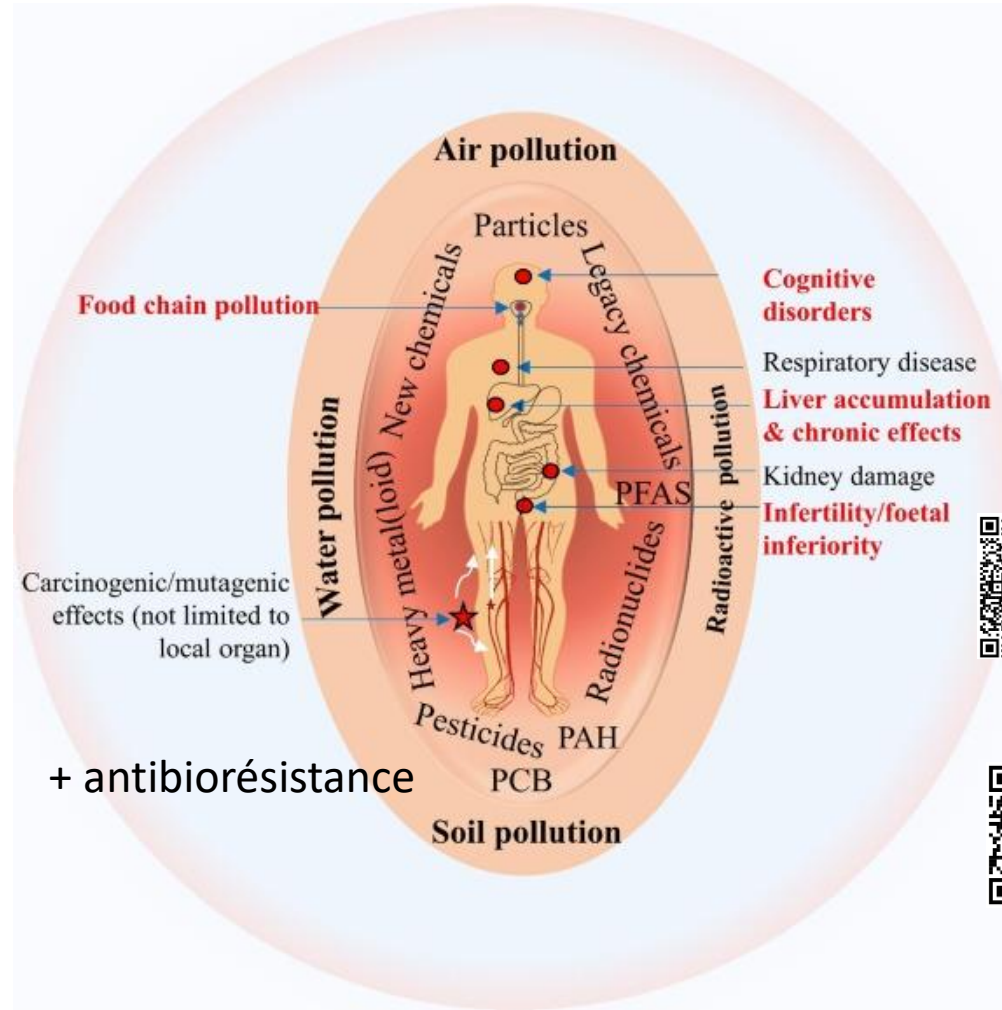 Air pollution
Particles
New chemicals
Legacy chemicals
Food chain pollution
Cognitive
disorders
Respiratory disease
Liver accumulation
& chronic effects
Kidney damage
Infertility/foetal
inferiority
Water pollution
Heavy metal(loid)
PFAS
Radioactive pollution
Radionuclides
Carcinogenic/mutagenic
effects (not limited to
local organ)
Pesticides
PAH
PCB
+ antibiorésistance
Soil pollution